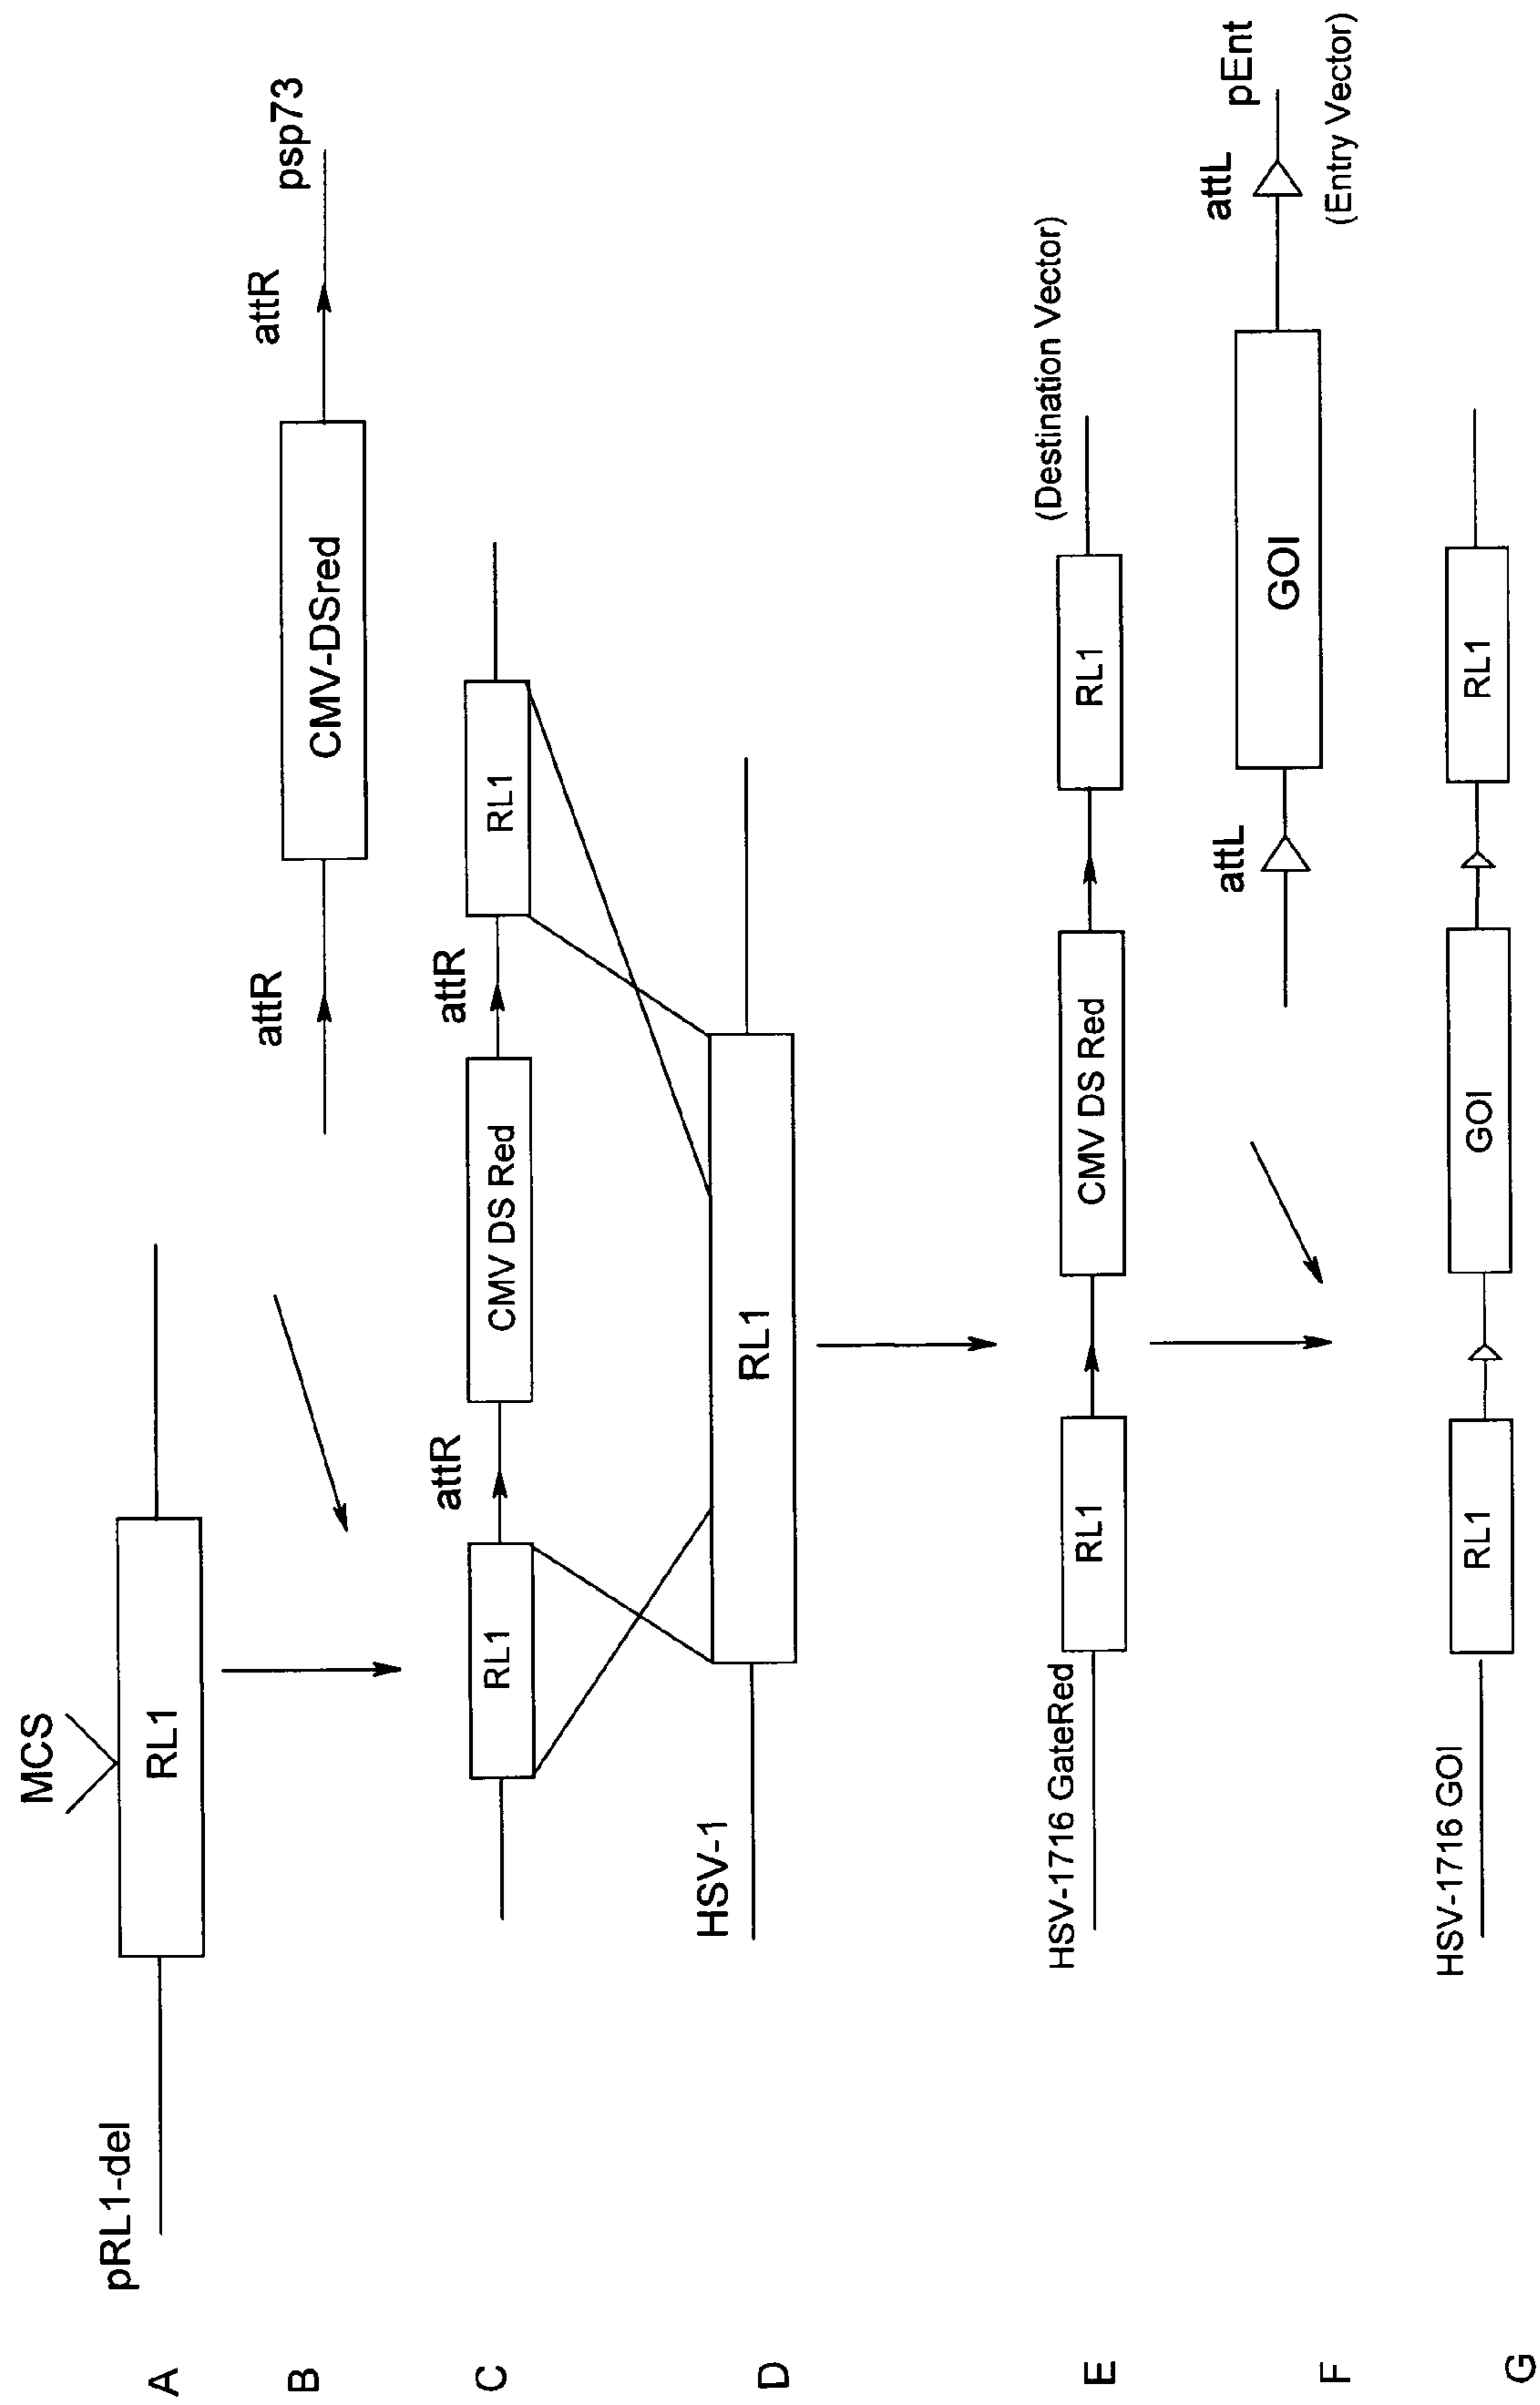 A
pRL1-del
MCS
RL1
B
attR
CMV-DSred
attR
psp73
C
RL1
attR
CMV DS Red
attR
RL1
D
HSV-1
RL1
E
HSV-1716 GateRed
RL1
CMV DS Red
RL1
(Destination Vector)
F
attL
GOI
attL
pEnt
(Entry Vector)
G
HSV-1716 GOI
RL1
GOI
RL1